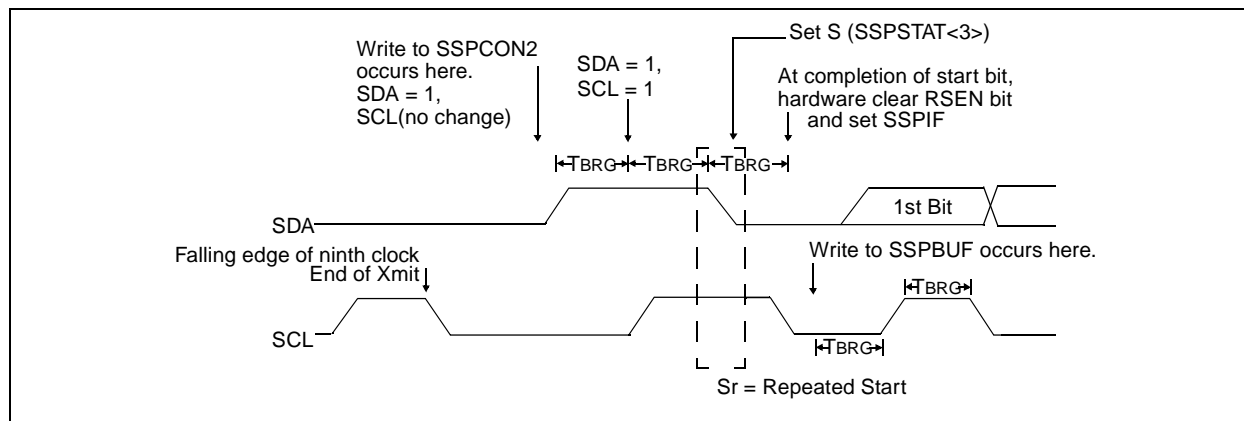 Set S (SSPSTAT<3>)
Write to SSPCON2
occurs here.
SDA = 1,
SCL(no change)
SDA = 1,
SCL = 1
At completion of start bit,
hardware clear RSEN bit
and set SSPIF
TBRG TBRG TBRG
SDA
1st Bit
Falling edge of ninth clock
End of Xmit
Write to SSPBUF occurs here.
TBRG
SCL
TBRG
Sr = Repeated Start